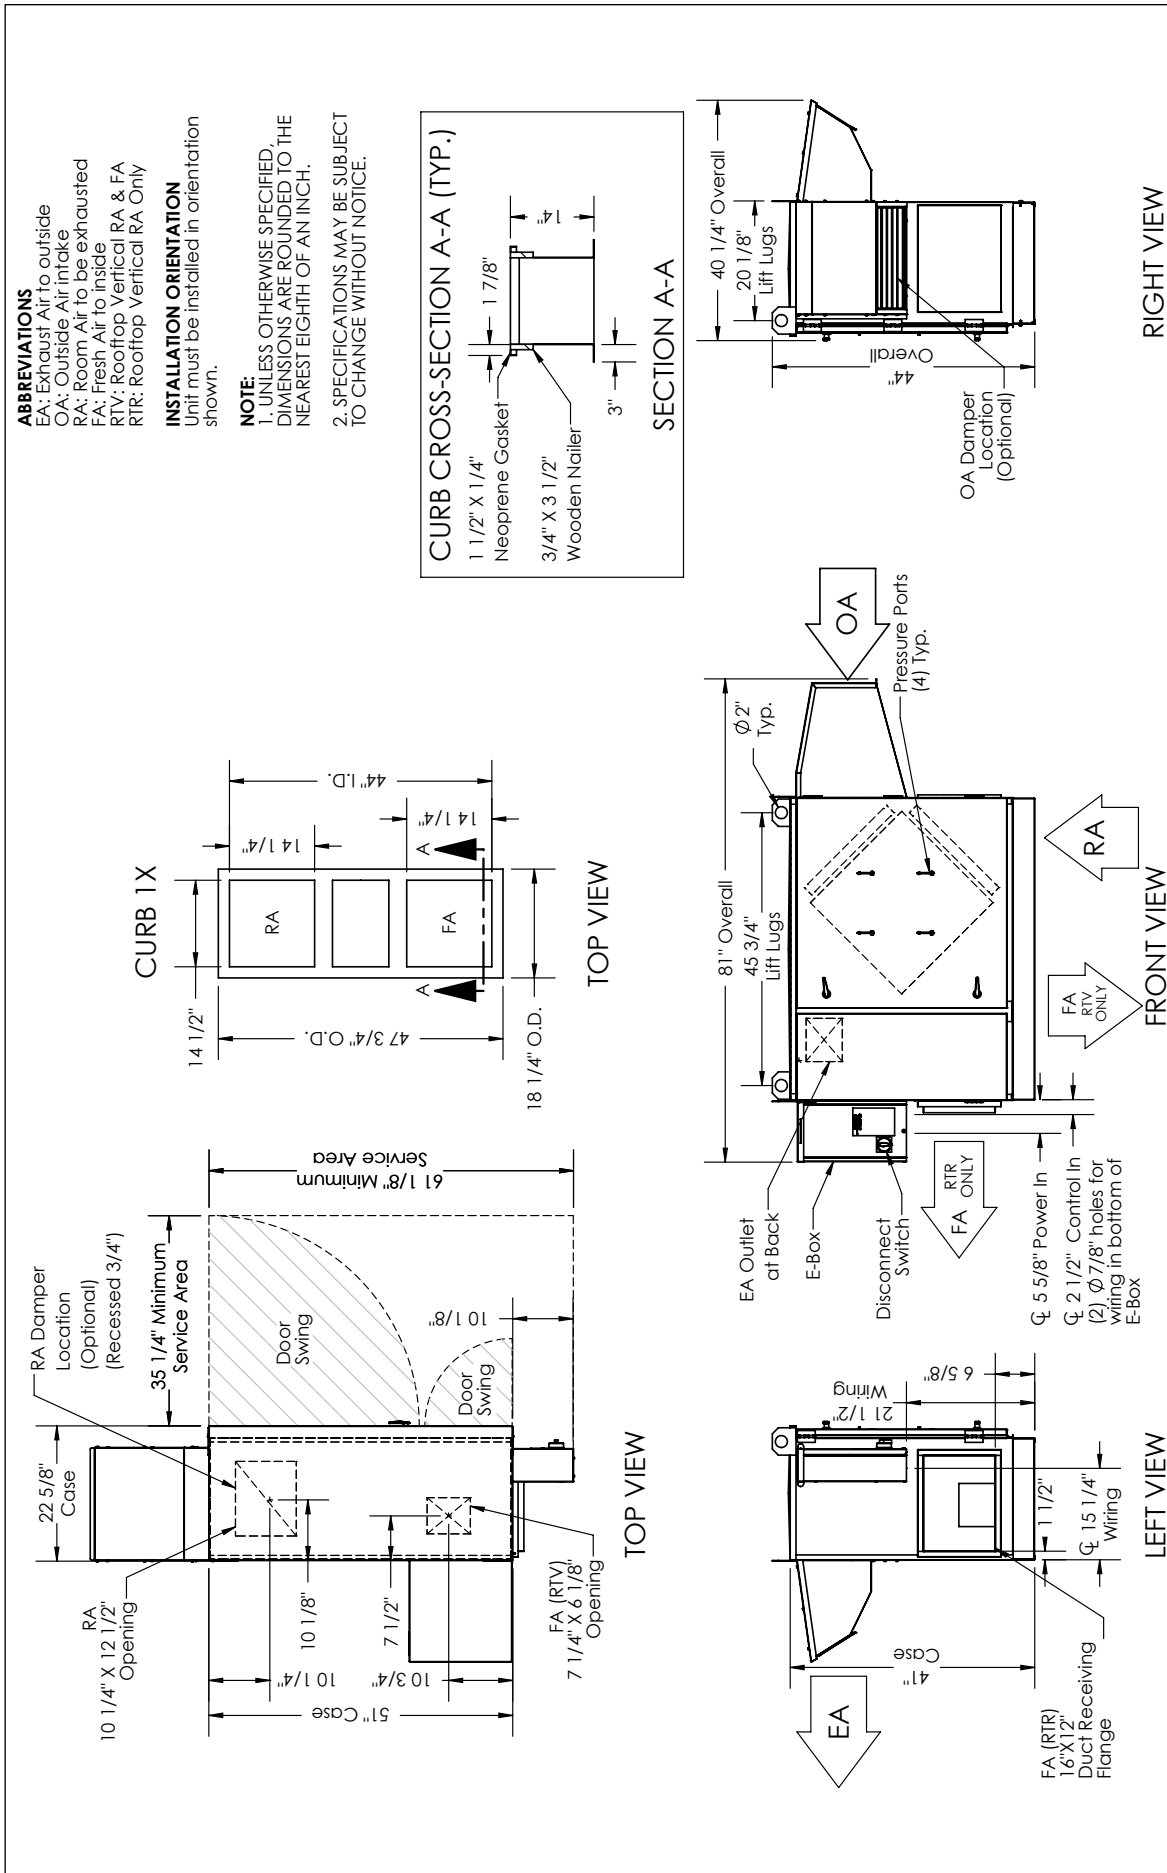 ABBREVIATIONS
EA: Exhaust Air to outside
OA: Outside Air intake
RA: Room Air to be exhausted
FA: Fresh Air to inside
RTV: Rooftop Vertical RA & FA
RTR: Rooftop Vertical RA Only
INSTALLATION ORIENTATION
Unit must be installed in orientation
shown.
NOTE:
1. UNLESS OTHERWISE SPECIFIED,
DIMENSIONS ARE ROUNDED TO THE
NEAREST EIGHTH OF AN INCH.
2. SPECIFICATIONS MAY BE SUBJECT
TO CHANGE WITHOUT NOTICE.
CURB CROSS-SECTION A-A (TYP.)
1 1/2" X 1/4"
Neoprene Gasket
3/4" X 3 1/2"
Wooden Nailer
1 7/8"
14"
3"
SECTION A-A
CURB 1X
14 1/2"
47 3/4" O.D.
18 1/4" O.D.
RA
FA
A
A
14 1/4"
14 1/4"
44" I.D.
TOP VIEW
RA Damper
Location
(Optional)
(Recessed 3/4")
35 1/4" Minimum
Service Area
22 5/8"
Case
RA
10 1/4" X 12 1/2"
Opening
61 1/8" Minimum
Service Area
Door
Swing
Door
Swing
10 1/8"
10 1/8"
7 1/2"
10 1/4"
10 3/4"
51" Case
FA (RTV)
7 1/4" X 6 1/8"
Opening
TOP VIEW
EA
41"
Case
FA (RTR)
16"X12"
Duct Receiving
Flange
21 1/2"
Wiring
6 5/8"
1 1/2"
℄ 15 1/4"
Wiring
LEFT VIEW
81" Overall
45 3/4"
Lift Lugs
Ø 2"
Typ.
OA
Pressure Ports
(4) Typ.
EA Outlet
at Back
E-Box
Disconnect
Switch
FA
RTR
ONLY
FA
RTV
ONLY
RA
℄ 5 5/8" Power In
℄ 2 1/2" Control In
(2) Ø 7/8" holes for
wiring in bottom of
E-Box
FRONT VIEW
40 1/4" Overall
20 1/8"
Lift Lugs
44"
Overall
OA Damper
Location
(Optional)
RIGHT VIEW